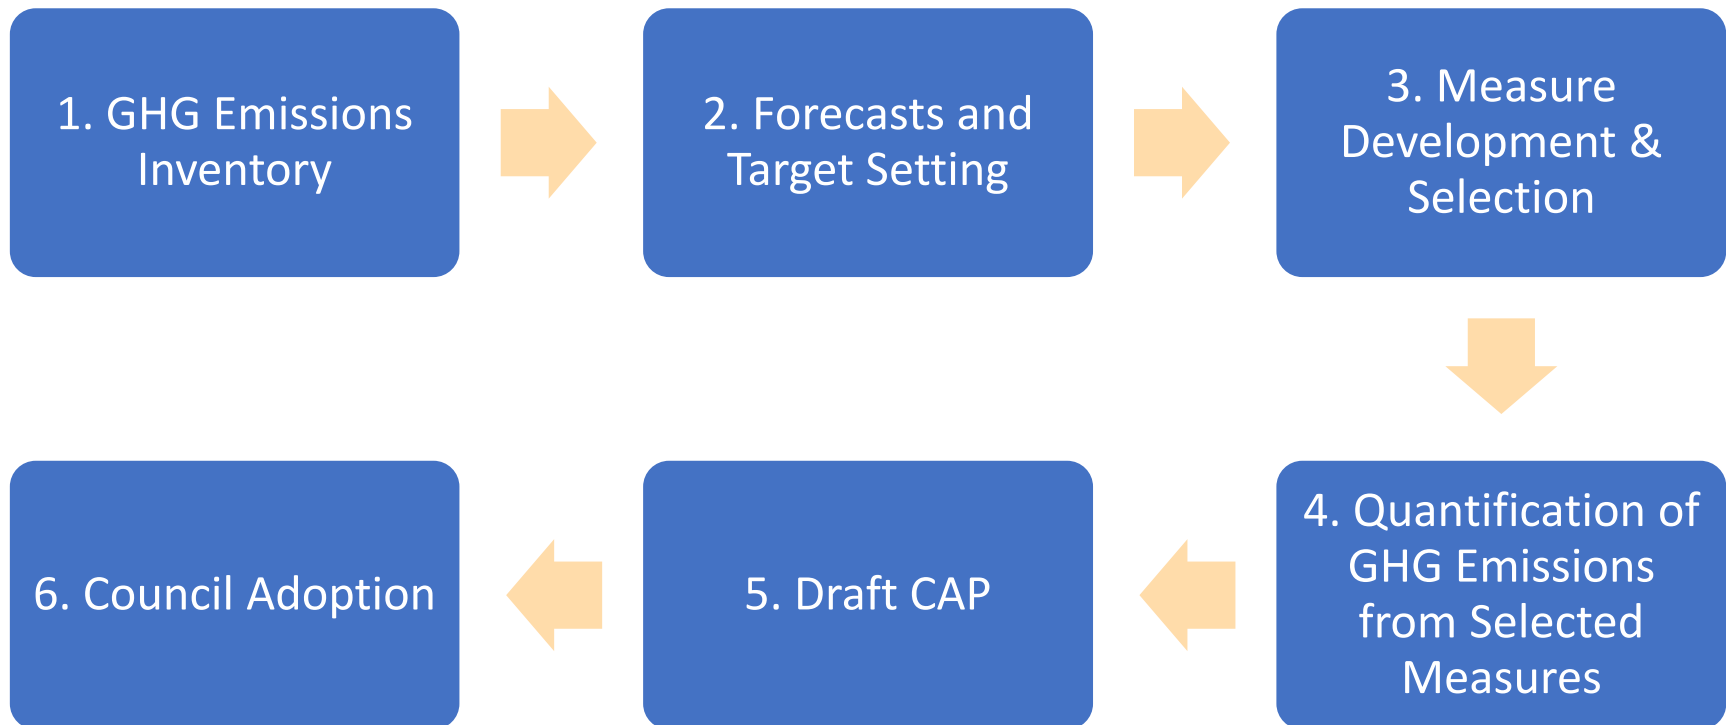 1. GHG Emissions
Inventory
2. Forecasts and
Target Setting
3. Measure
Development &
Selection
4. Quantification of
GHG Emissions
from Selected
Measures
5. Draft CAP
6. Council Adoption